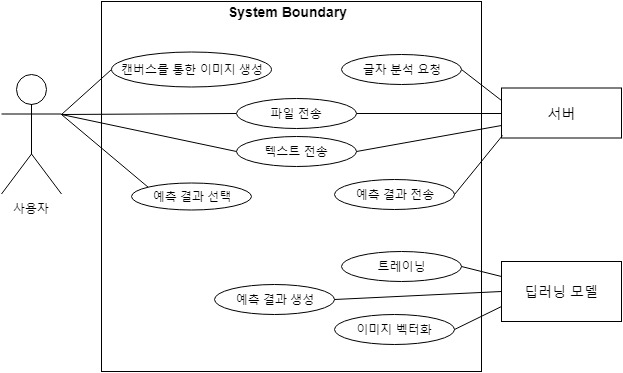 System Boundary
캔버스를 통한 이미지 생성
글자 분석 요청
파일 전송
서버
텍스트 전송
예측 결과 선택
예측 결과 전송
사용자
트레이닝
예측 결과 생성
딥러닝 모델
이미지 벡터화